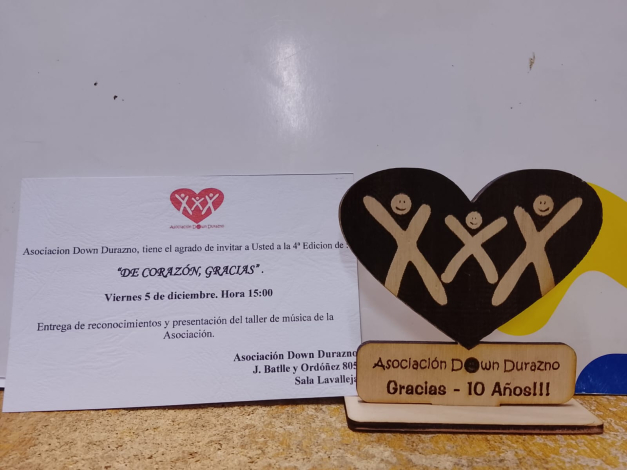 Asociación Down Durazno
Asociacion Down Durazno, tiene el agrado de invitar a Usted a la 4ª Edicion de :
"DE CORAZÓN, GRACIAS" .
Viernes 5 de diciembre. Hora 15:00
Entrega de reconocimientos y presentación del taller de música de la
Asociación.
Asociación Down Durazno
J. Batlle y Ordóñez 805
Sala Lavalleja
Asociación Down Durazno
Gracias - 10 Años!!!